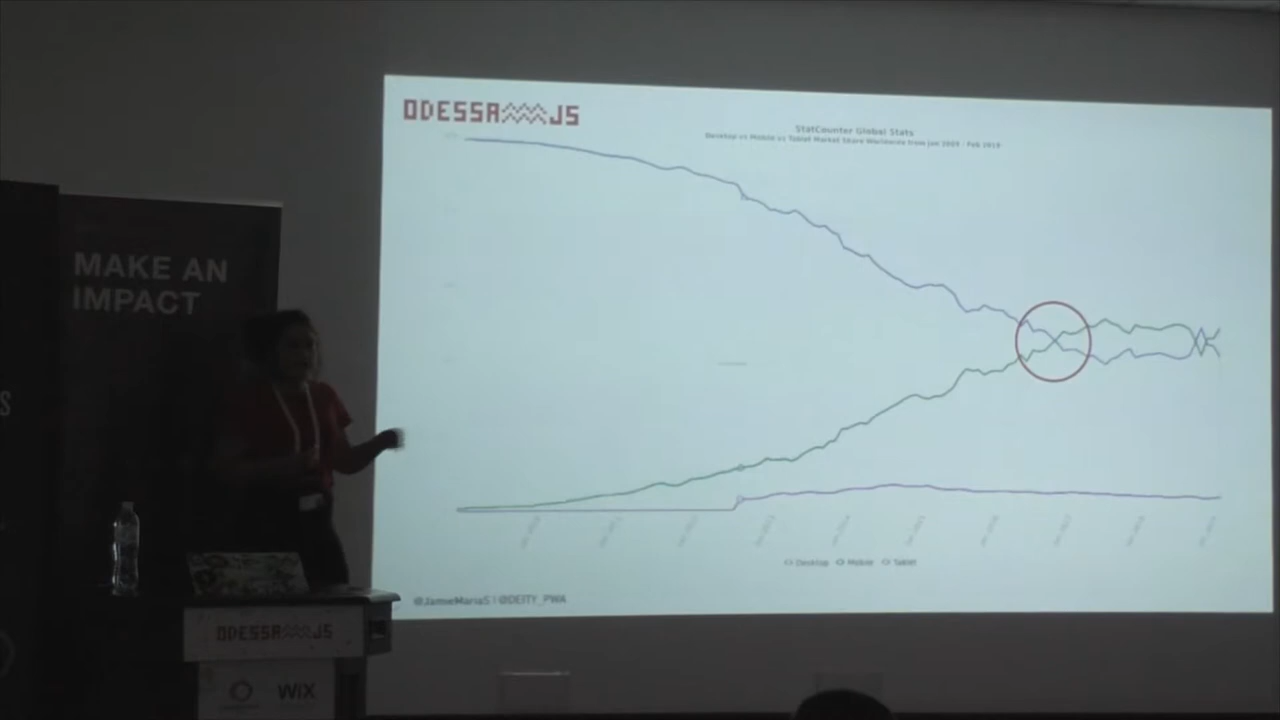 ODESSA JS
StatCounter Global Stats
Desktop vs Mobile vs Tablet Market Share Worldwide from Jan 2009 - Feb 2019
MAKE AN
IMPACT
S
Desktop Mobile Tablet
@JamieMariaS | @DEITY_PWA
ODESSA JS
WIX